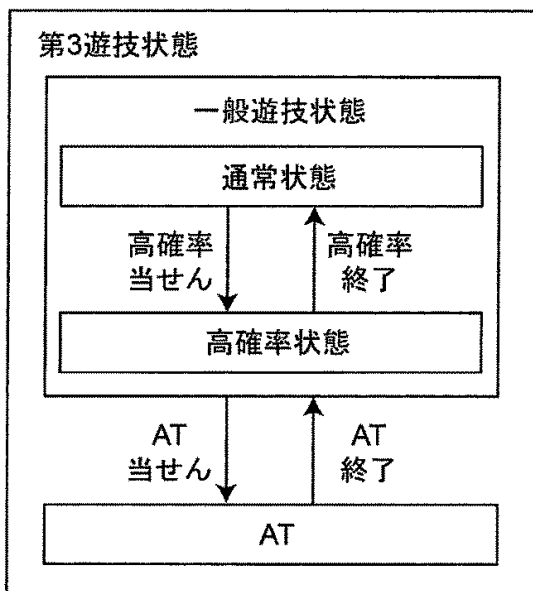 第3遊技状態
一般遊技状態
通常状態
高確率
当せん
高確率
終了
高確率状態
AT
当せん
AT
終了
AT